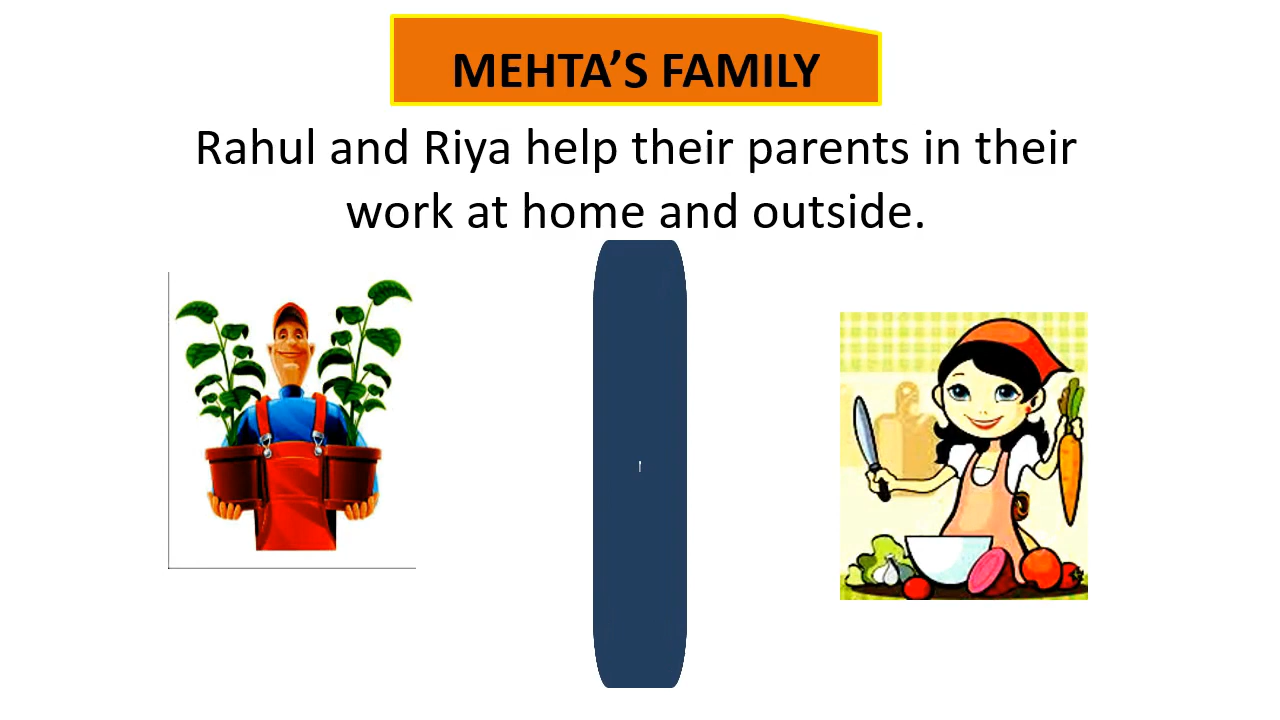 MEHTA’S FAMILY
Rahul and Riya help their parents in their
work at home and outside.